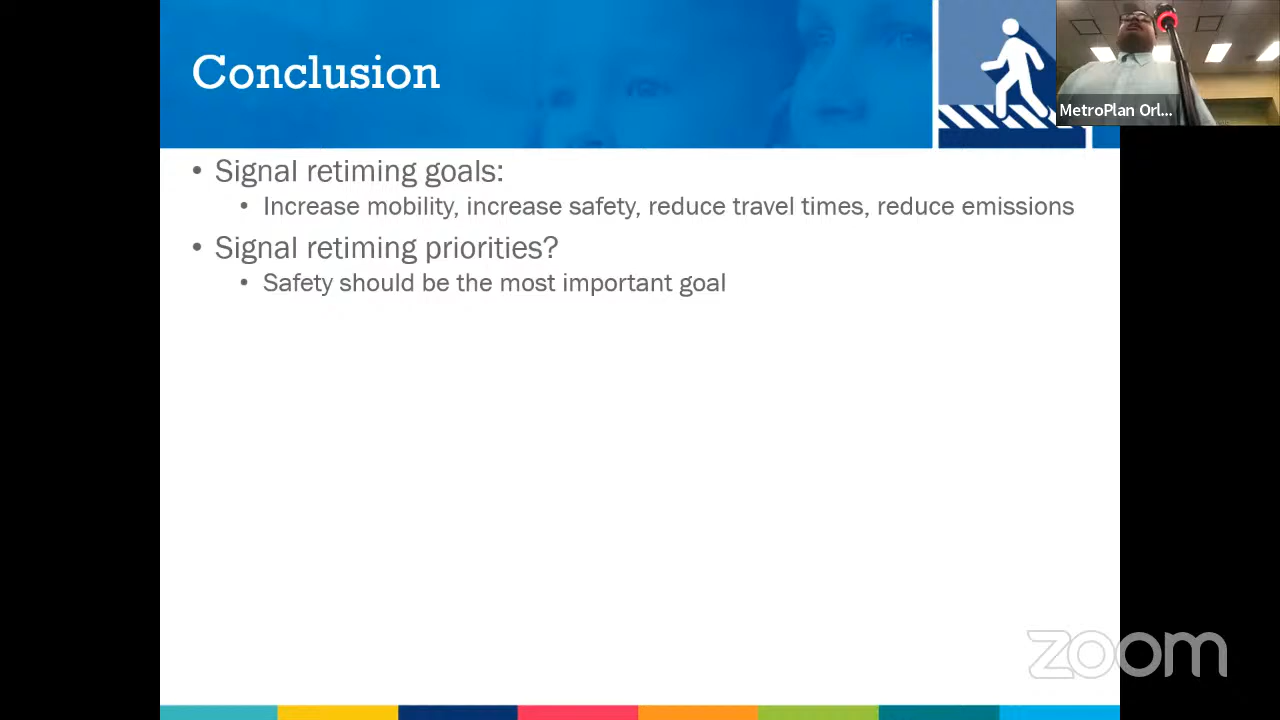 Conclusion
MetroPlan Orl...
• Signal retiming goals:
• Increase mobility, increase safety, reduce travel times, reduce emissions
• Signal retiming priorities?
• Safety should be the most important goal
zoom